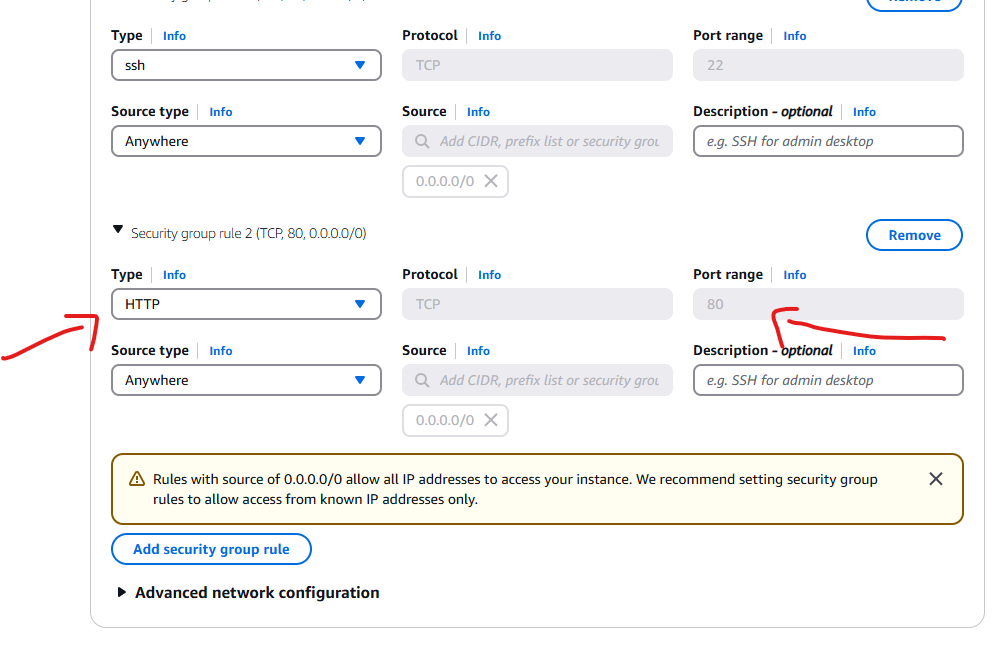 Type Info Protocol Info Port range Info
ssh TCP 22
Source type Info Source Info Description - optional Info
Anywhere Add CIDR, prefix list or security grou e.g. SSH for admin desktop
0.0.0.0/0
Security group rule 2 (TCP, 80, 0.0.0.0/0) Remove
Type Info Protocol Info Port range Info
HTTP TCP 80
Source type Info Source Info Description - optional Info
Anywhere Add CIDR, prefix list or security grou e.g. SSH for admin desktop
0.0.0.0/0
Rules with source of 0.0.0.0/0 allow all IP addresses to access your instance. We recommend setting security group
rules to allow access from known IP addresses only.
Add security group rule
Advanced network configuration